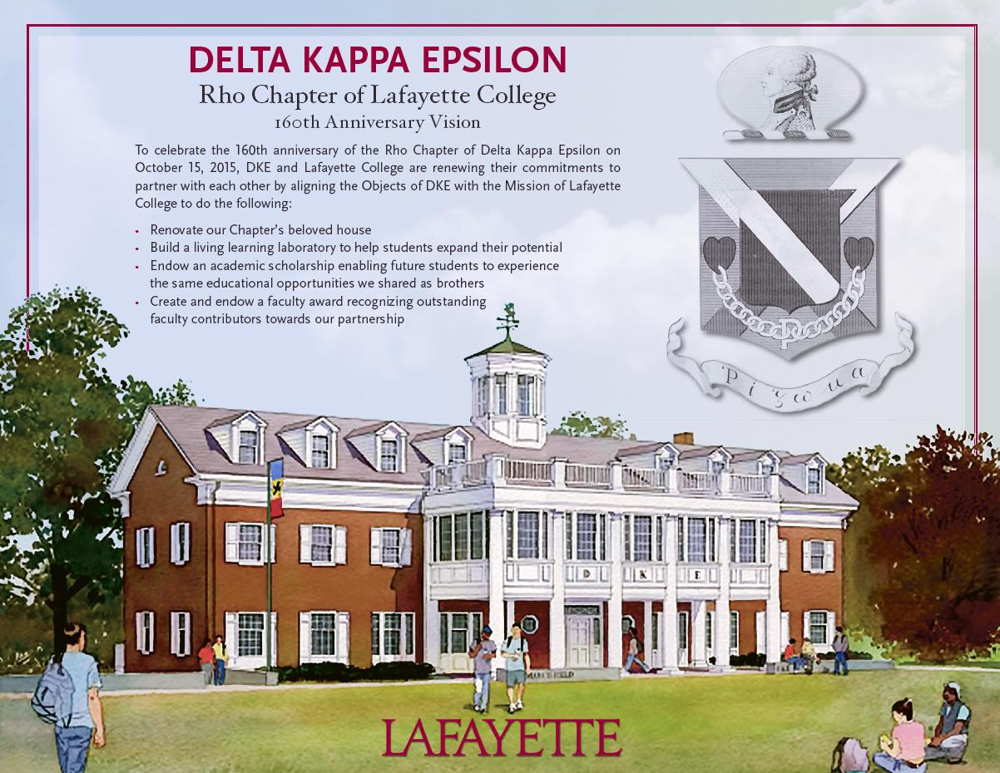 DELTA KAPPA EPSILON
Rho Chapter of Lafayette College
160th Anniversary Vision
To celebrate the 160th anniversary of the Rho Chapter of Delta Kappa Epsilon on
October 15, 2015, DKE and Lafayette College are renewing their commitments to
partner with each other by aligning the Objects of DKE with the Mission of Lafayette
College to do the following:
• Renovate our Chapter's beloved house
• Build a living learning laboratory to help students expand their potential
• Endow an academic scholarship enabling future students to experience
the same educational opportunities we shared as brothers
• Create and endow a faculty award recognizing outstanding
faculty contributors towards our partnership
P
D K E
LAFAYETTE